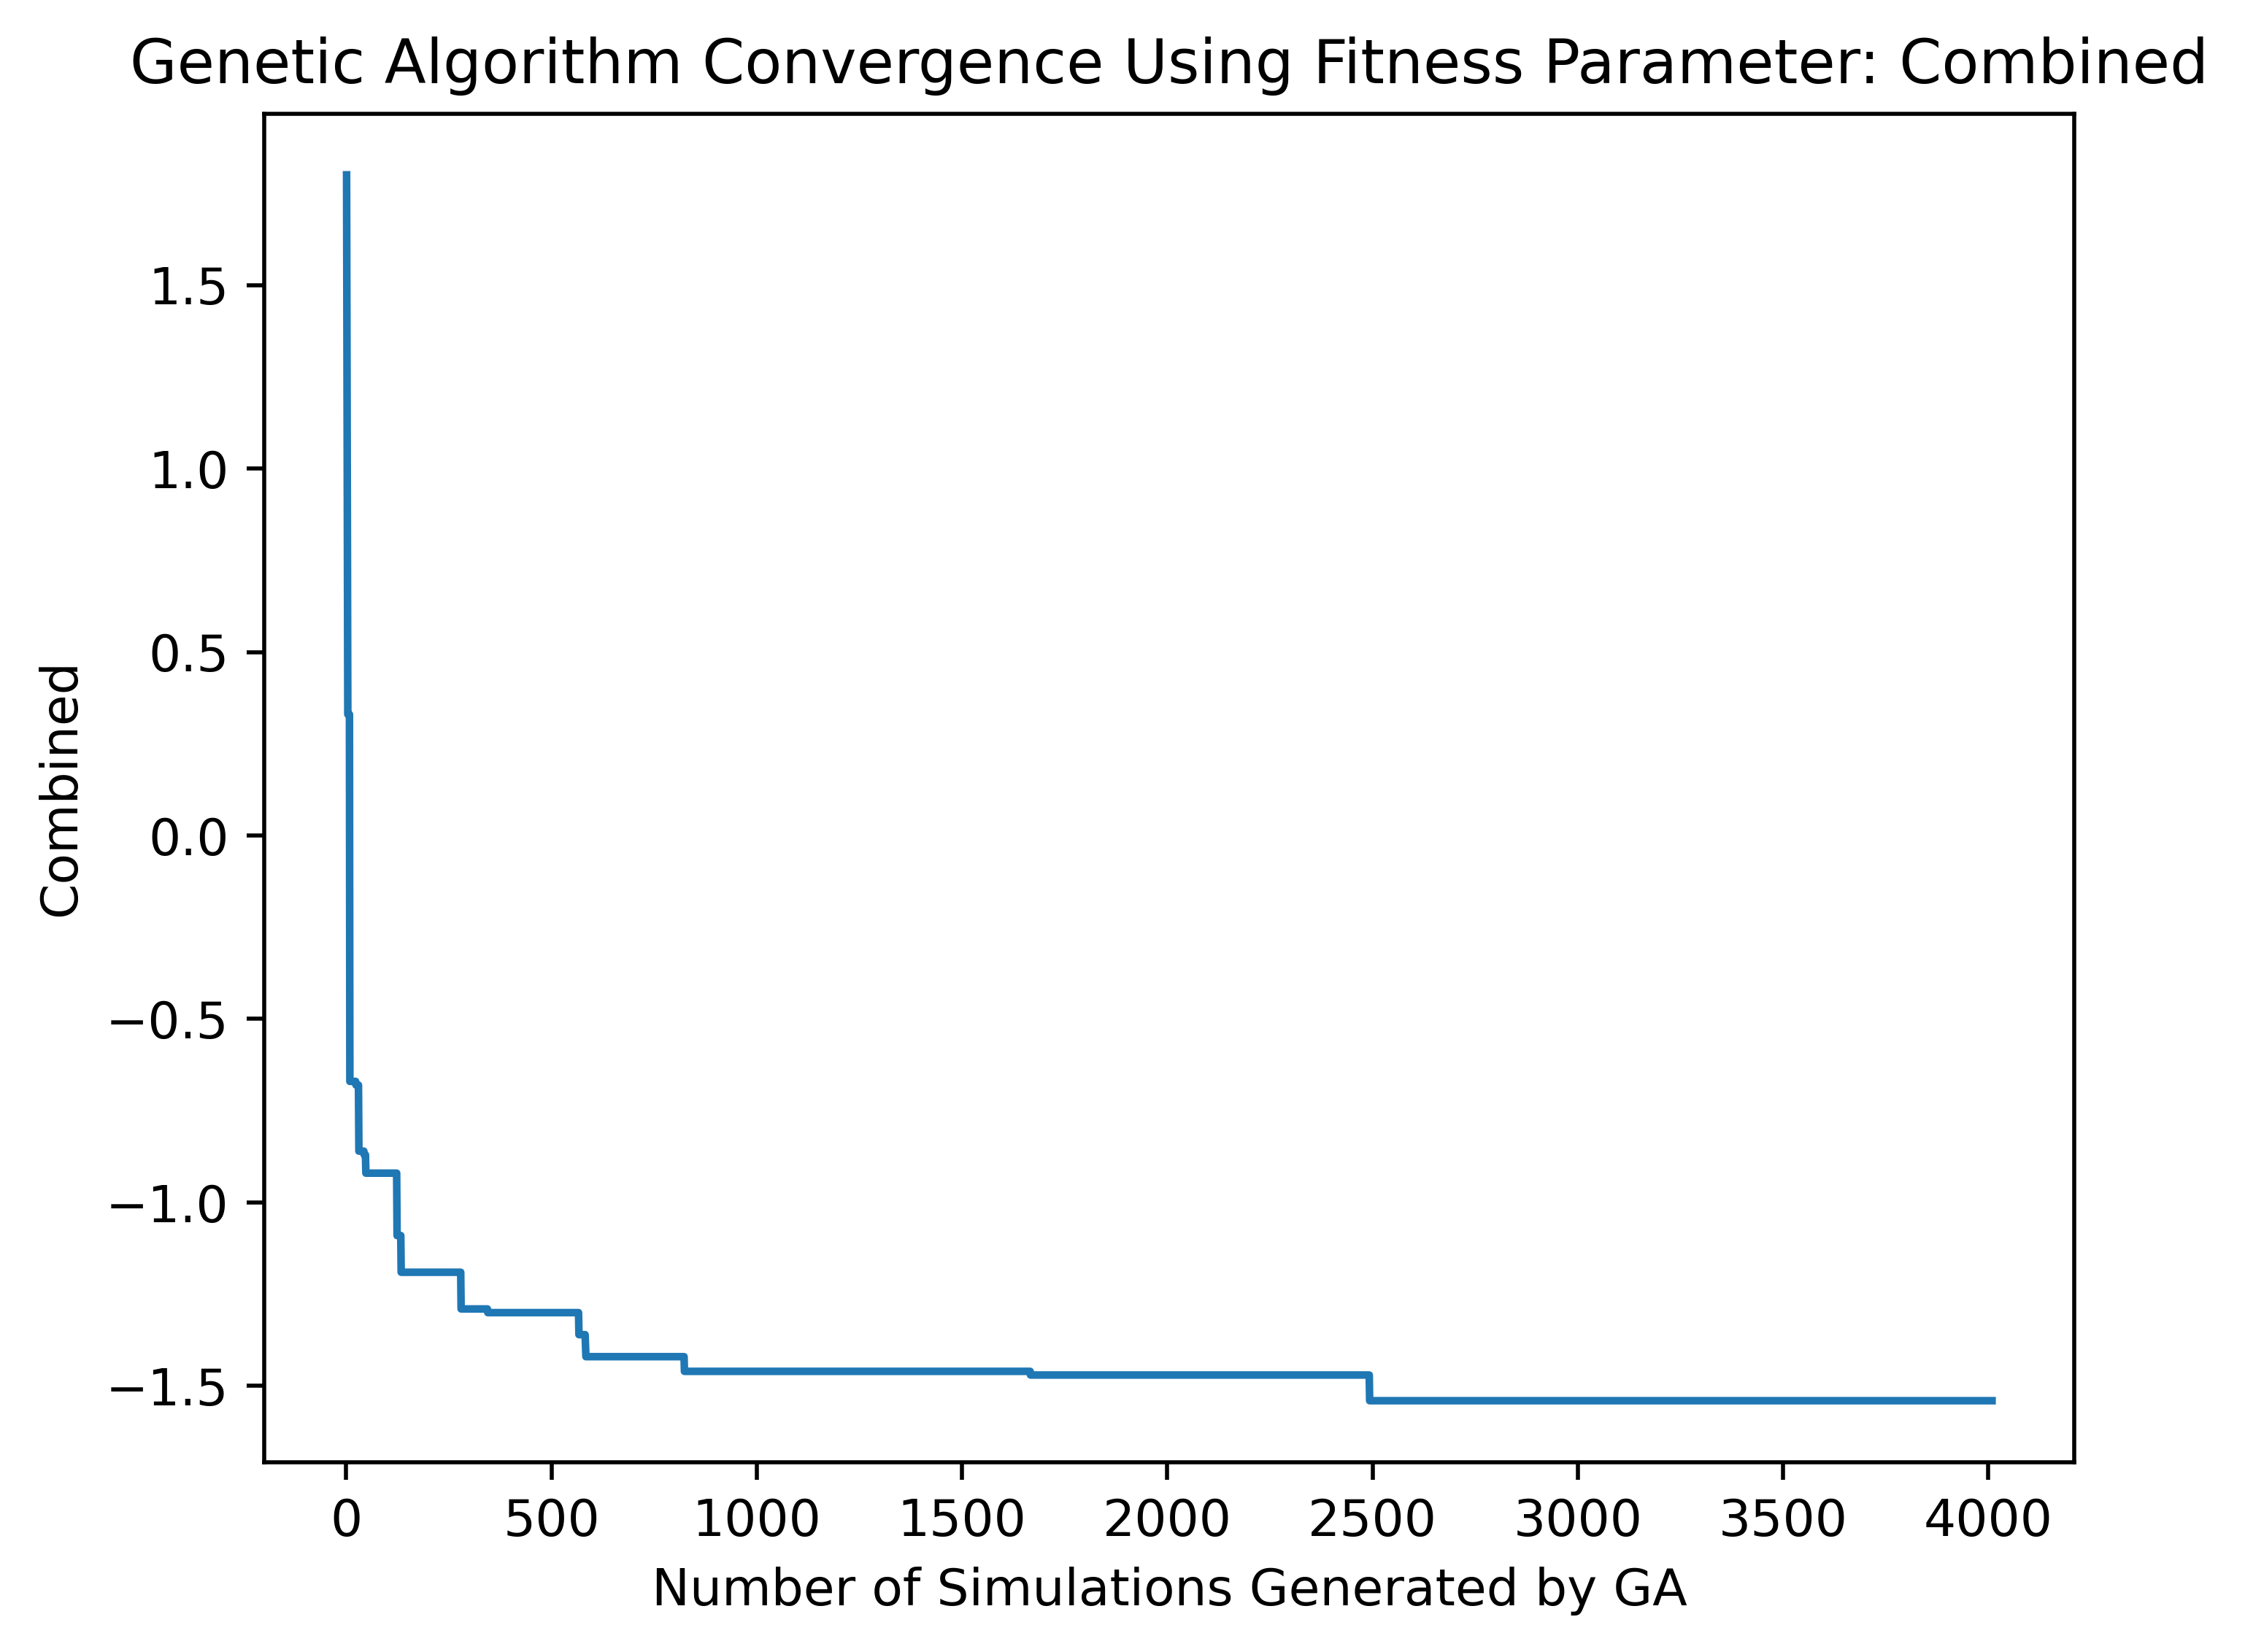 Genetic Algorithm Convergence Using Fitness Parameter: Combined
1.5
1.0
0.5
0.0
−0.5
−1.0
−1.5
Combined
0 500 1000 1500 2000 2500 3000 3500 4000
Number of Simulations Generated by GA